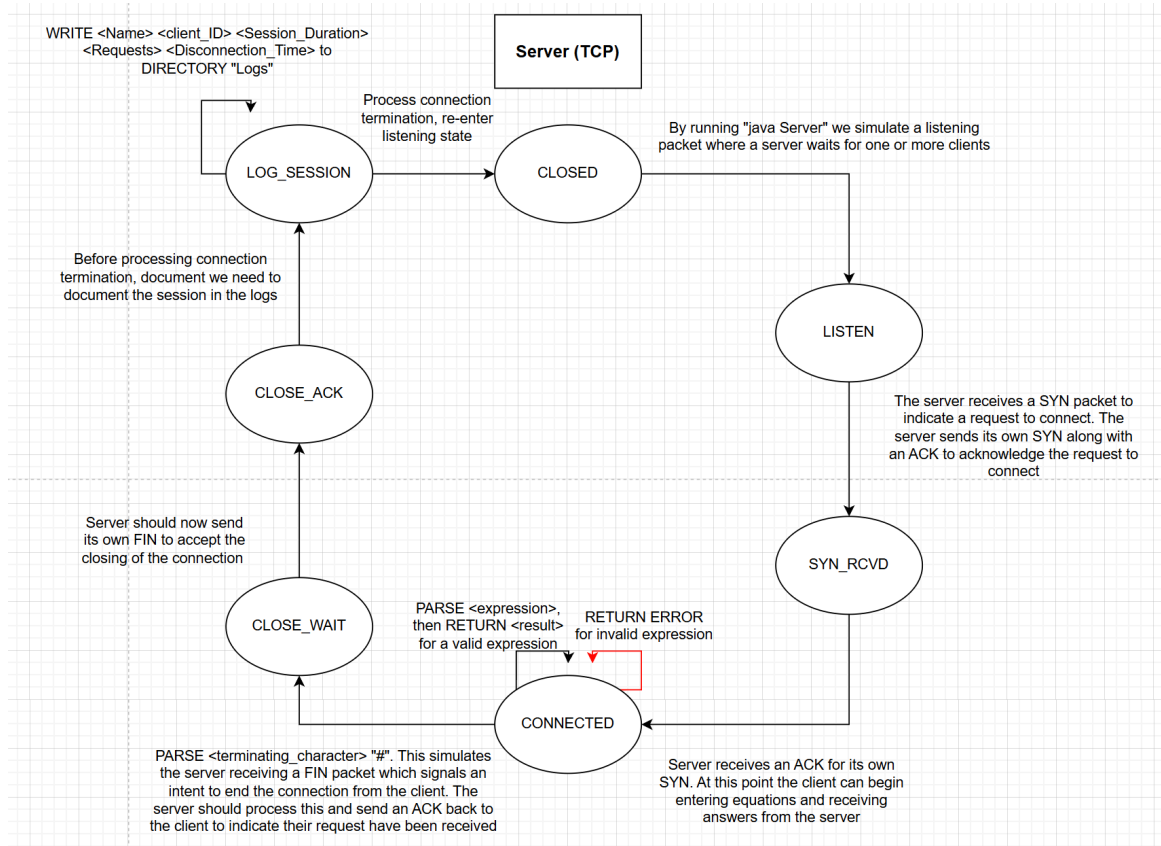 WRITE <Name> <client_ID> <Session_Duration>
<Requests> <Disconnection_Time> to
DIRECTORY "Logs"
Server (TCP)
Process connection
termination, re-enter
listening state
By running "java Server" we simulate a listening
packet where a server waits for one or more clients
LOG_SESSION
CLOSED
Before processing connection
termination, document we need to
document the session in the logs
LISTEN
CLOSE_ACK
The server receives a SYN packet to
indicate a request to connect. The
server sends its own SYN along with
an ACK to acknowledge the request to
connect
Server should now send
its own FIN to accept the
closing of the connection
SYN_RCVD
CLOSE_WAIT
PARSE <expression>,
then RETURN <result>
for a valid expression
RETURN ERROR
for invalid expression
CONNECTED
PARSE <terminating_character> "#". This simulates
the server receiving a FIN packet which signals an
intent to end the connection from the client. The
server should process this and send an ACK back to
the client to indicate their request have been received
Server receives an ACK for its own
SYN. At this point the client can begin
entering equations and receiving
answers from the server